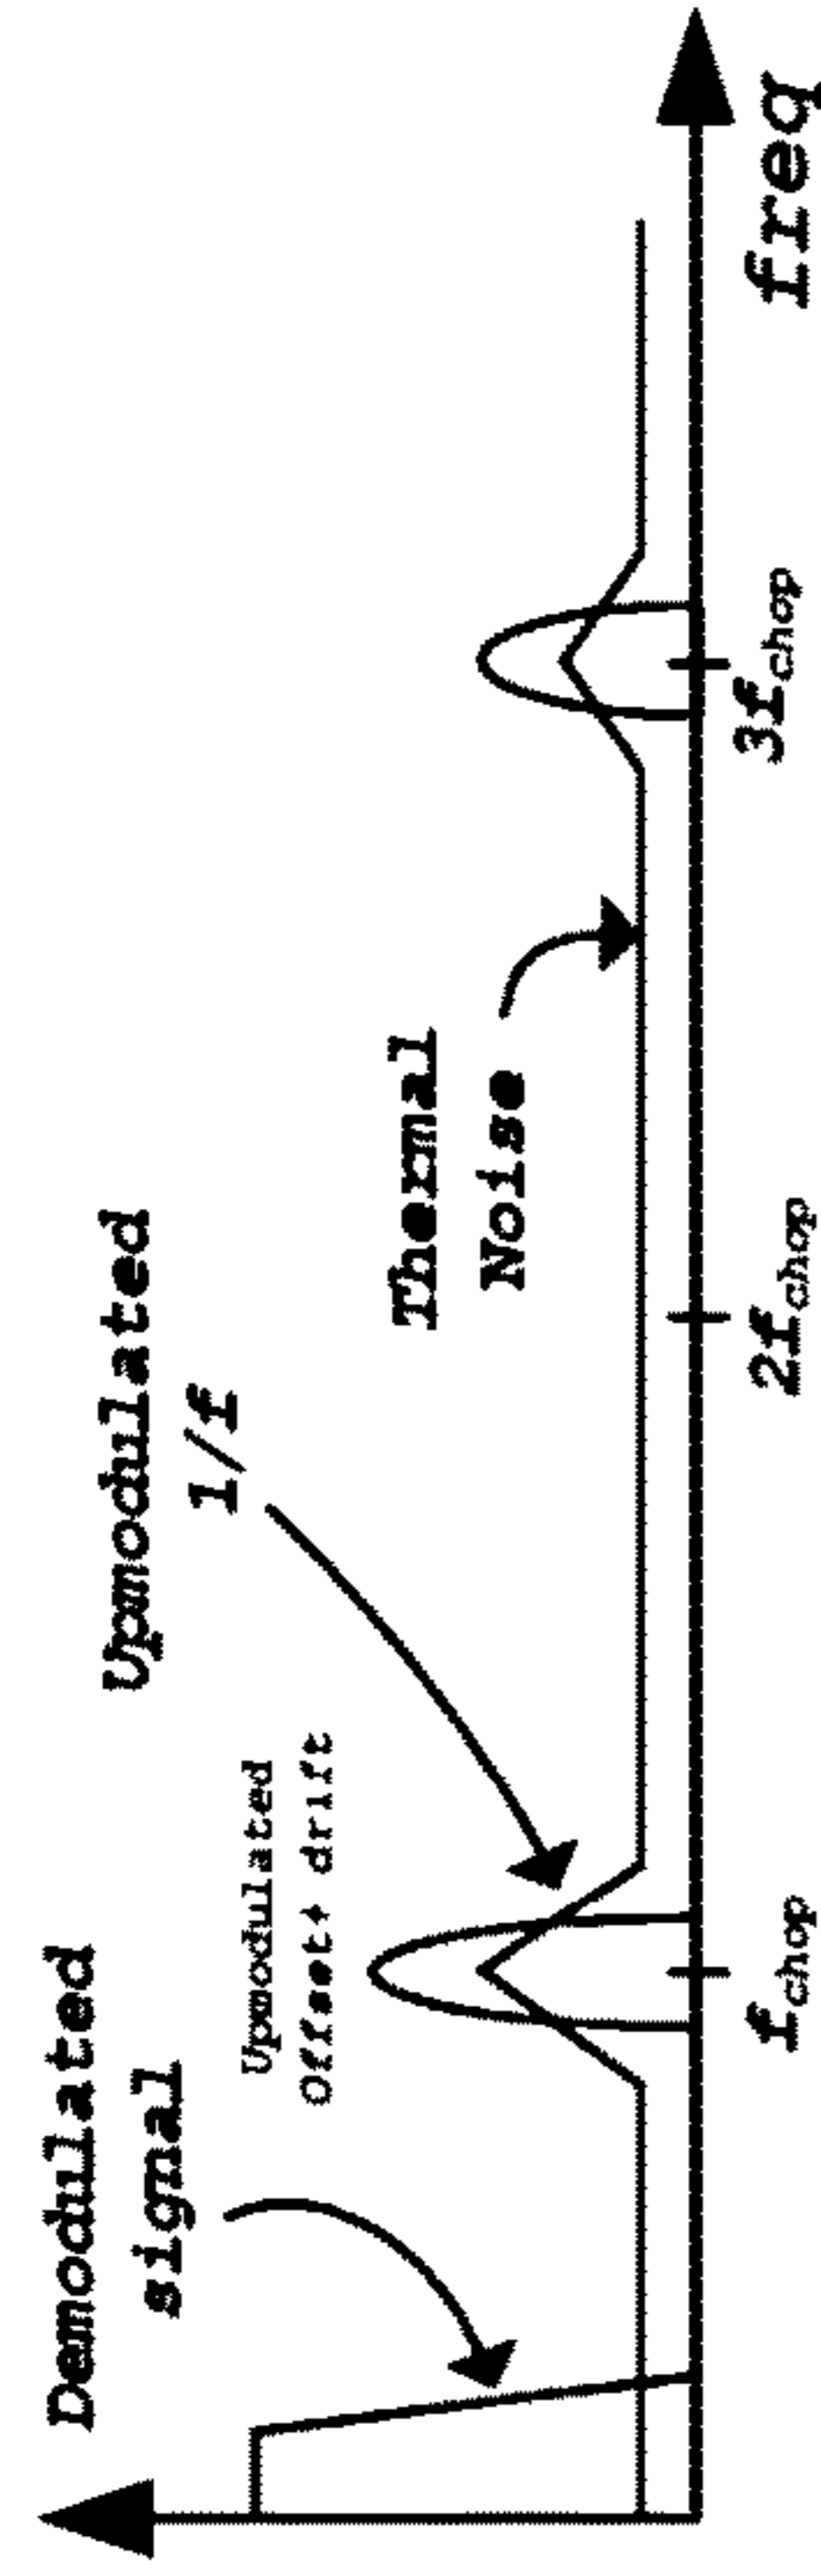 Demodulated
signal
Upmodulated
Offset+ drift
Upmodulated
1/f
Thermal
Noise
fchop
2fchop
3fchop
freq